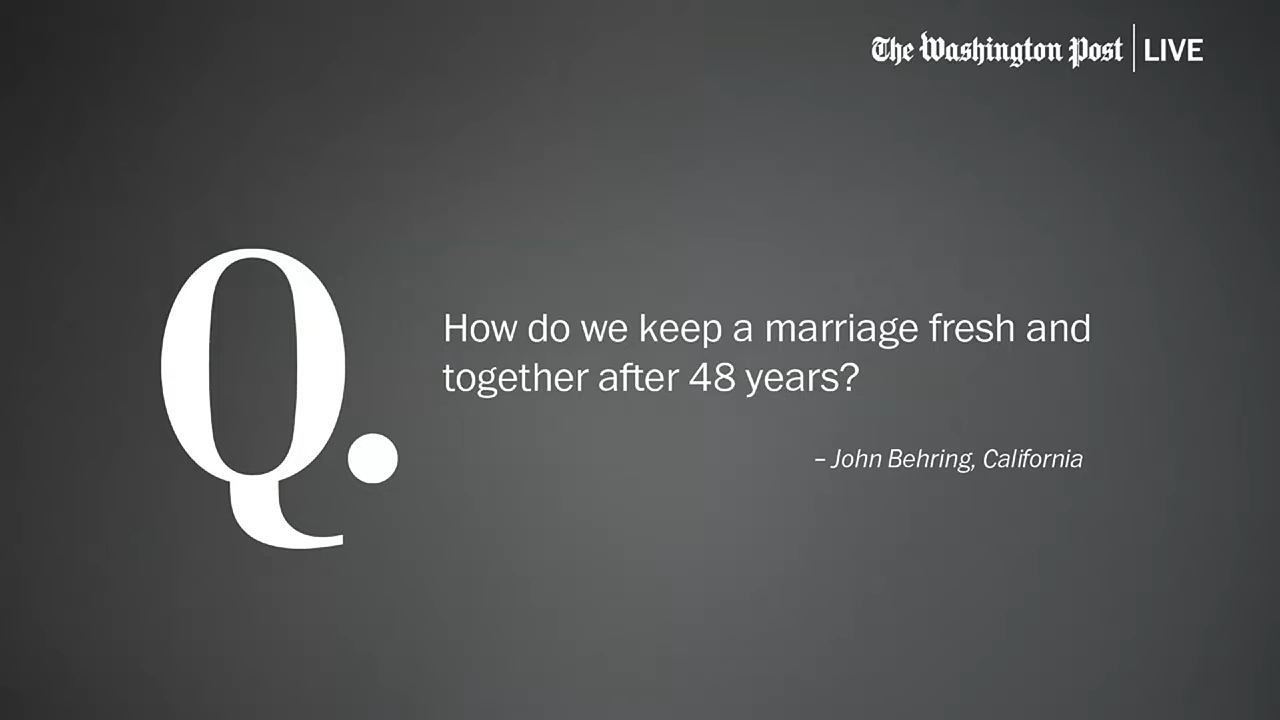 The Washington Post | LIVE
Q.
How do we keep a marriage fresh and
together after 48 years?
– John Behring, California